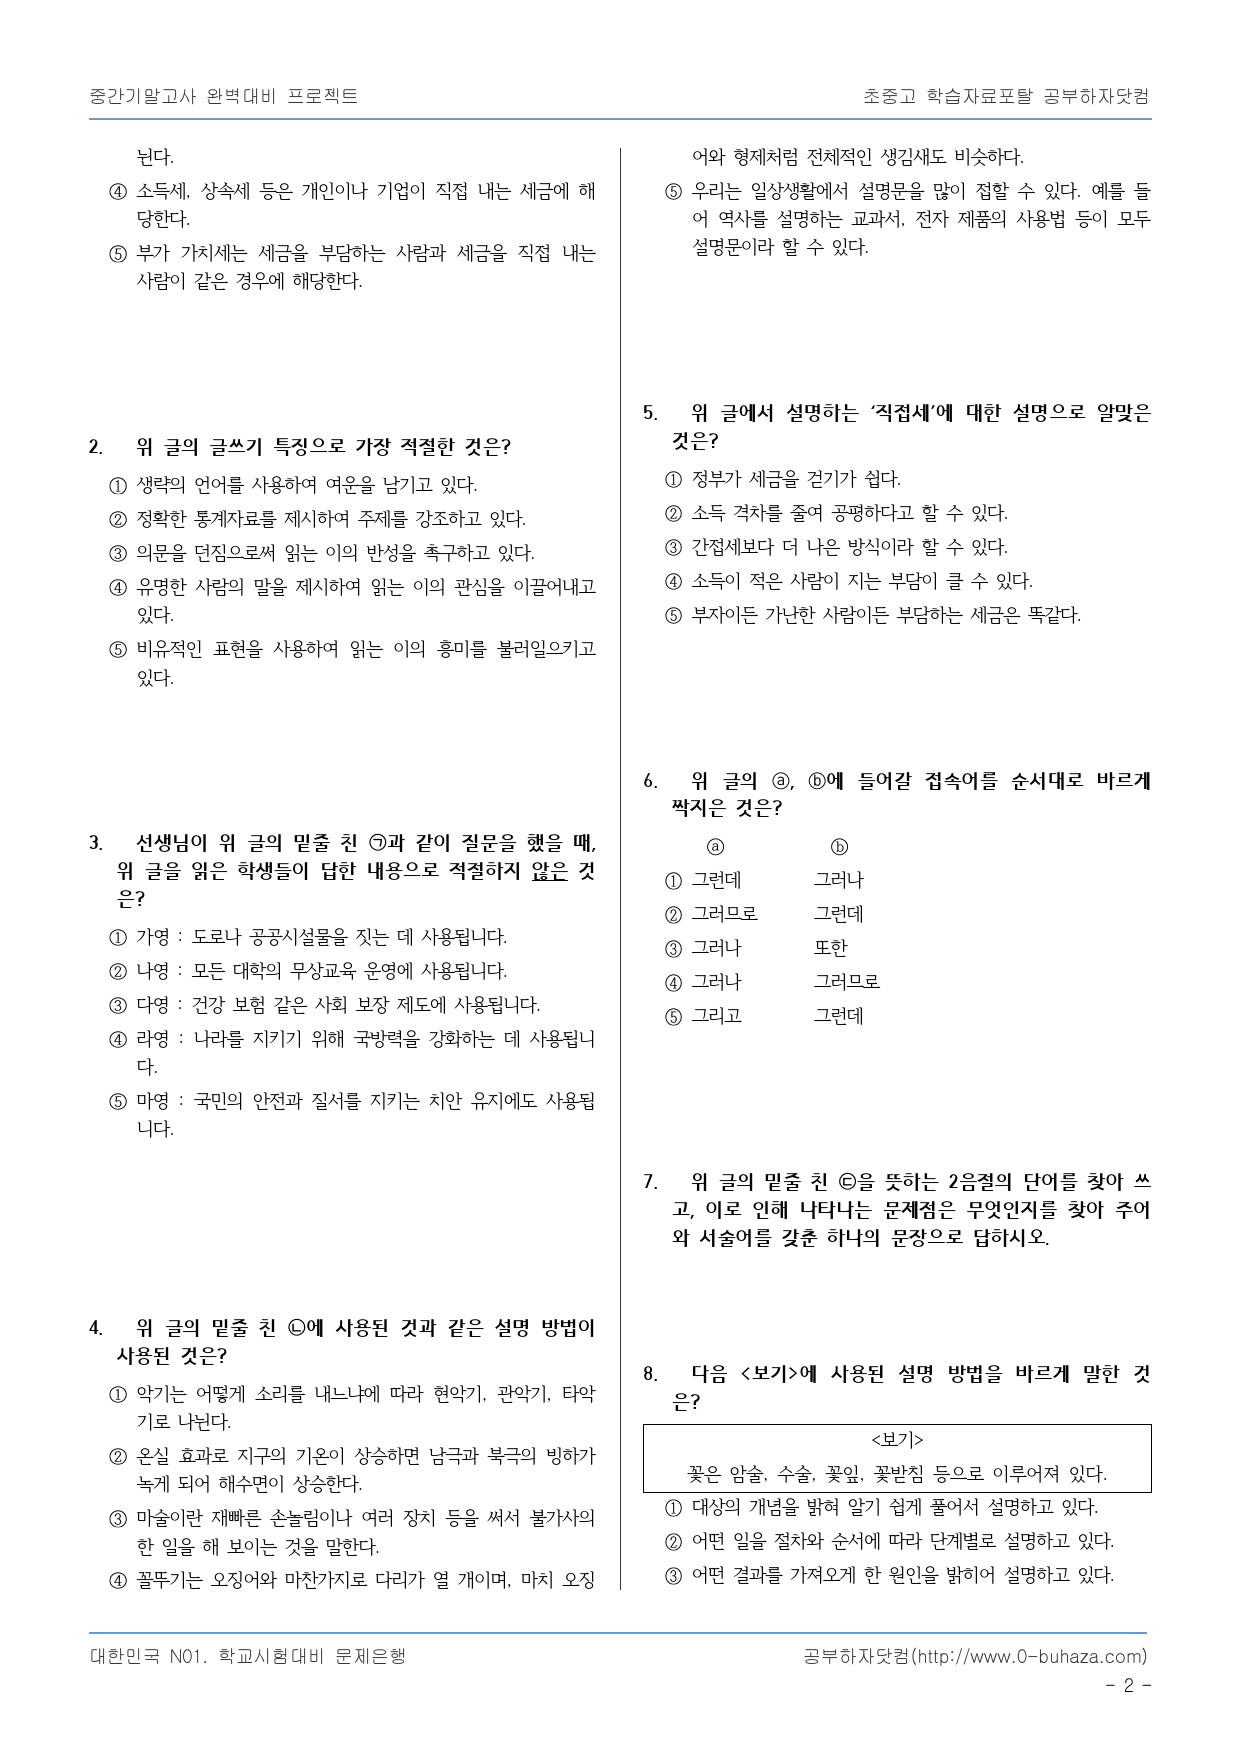 중간기말고사 완벽대비 프로젝트
초중고 학습자료포탈 공부하자닷컴
뉜다.
④ 소득세, 상속세 등은 개인이나 기업이 직접 내는 세금에 해
당한다.
⑤ 부가 가치세는 세금을 부담하는 사람과 세금을 직접 내는
사람이 같은 경우에 해당한다.
2. 위 글의 글쓰기 특징으로 가장 적절한 것은?
① 생략의 언어를 사용하여 여운을 남기고 있다.
② 정확한 통계자료를 제시하여 주제를 강조하고 있다.
③ 의문을 던짐으로써 읽는 이의 반성을 촉구하고 있다.
④ 유명한 사람의 말을 제시하여 읽는 이의 관심을 이끌어내고
있다.
⑤ 비유적인 표현을 사용하여 읽는 이의 흥미를 불러일으키고
있다.
3. 선생님이 위 글의 밑줄 친 ㉠과 같이 질문을 했을 때,
위 글을 읽은 학생들이 답한 내용으로 적절하지 않은 것
은?
① 가영 : 도로나 공공시설물을 짓는 데 사용됩니다.
② 나영 : 모든 대학의 무상교육 운영에 사용됩니다.
③ 다영 : 건강 보험 같은 사회 보장 제도에 사용됩니다.
④ 라영 : 나라를 지키기 위해 국방력을 강화하는 데 사용됩니
다.
⑤ 마영 : 국민의 안전과 질서를 지키는 치안 유지에도 사용됩
니다.
4. 위 글의 밑줄 친 ㉡에 사용된 것과 같은 설명 방법이
사용된 것은?
① 악기는 어떻게 소리를 내느냐에 따라 현악기, 관악기, 타악
기로 나뉜다.
② 온실 효과로 지구의 기온이 상승하면 남극과 북극의 빙하가
녹게 되어 해수면이 상승한다.
③ 마술이란 재빠른 손놀림이나 여러 장치 등을 써서 불가사의
한 일을 해 보이는 것을 말한다.
④ 꼴뚜기는 오징어와 마찬가지로 다리가 열 개이며, 마치 오징
어와 형제처럼 전체적인 생김새도 비슷하다.
⑤ 우리는 일상생활에서 설명문을 많이 접할 수 있다. 예를 들
어 역사를 설명하는 교과서, 전자 제품의 사용법 등이 모두
설명문이라 할 수 있다.
5. 위 글에서 설명하는 ‘직접세’에 대한 설명으로 알맞은
것은?
① 정부가 세금을 걷기가 쉽다.
② 소득 격차를 줄여 공평하다고 할 수 있다.
③ 간접세보다 더 나은 방식이라 할 수 있다.
④ 소득이 적은 사람이 지는 부담이 클 수 있다.
⑤ 부자이든 가난한 사람이든 부담하는 세금은 똑같다.
6. 위 글의 ⓐ, ⓑ에 들어갈 접속어를 순서대로 바르게
짝지은 것은?
ⓐ ⓑ
① 그런데 그러나
② 그러므로 그런데
③ 그러나 또한
④ 그러나 그러므로
⑤ 그리고 그런데
7. 위 글의 밑줄 친 ㉢을 뜻하는 2음절의 단어를 찾아 쓰
고, 이로 인해 나타나는 문제점은 무엇인지를 찾아 주어
와 서술어를 갖춘 하나의 문장으로 답하시오.
8. 다음 <보기>에 사용된 설명 방법을 바르게 말한 것
은?
<보기>
꽃은 암술, 수술, 꽃잎, 꽃받침 등으로 이루어져 있다.
① 대상의 개념을 밝혀 알기 쉽게 풀어서 설명하고 있다.
② 어떤 일을 절차와 순서에 따라 단계별로 설명하고 있다.
③ 어떤 결과를 가져오게 한 원인을 밝히어 설명하고 있다.
대한민국 N01. 학교시험대비 문제은행
공부하자닷컴(http://www.0-buhaza.com)
- 2 -